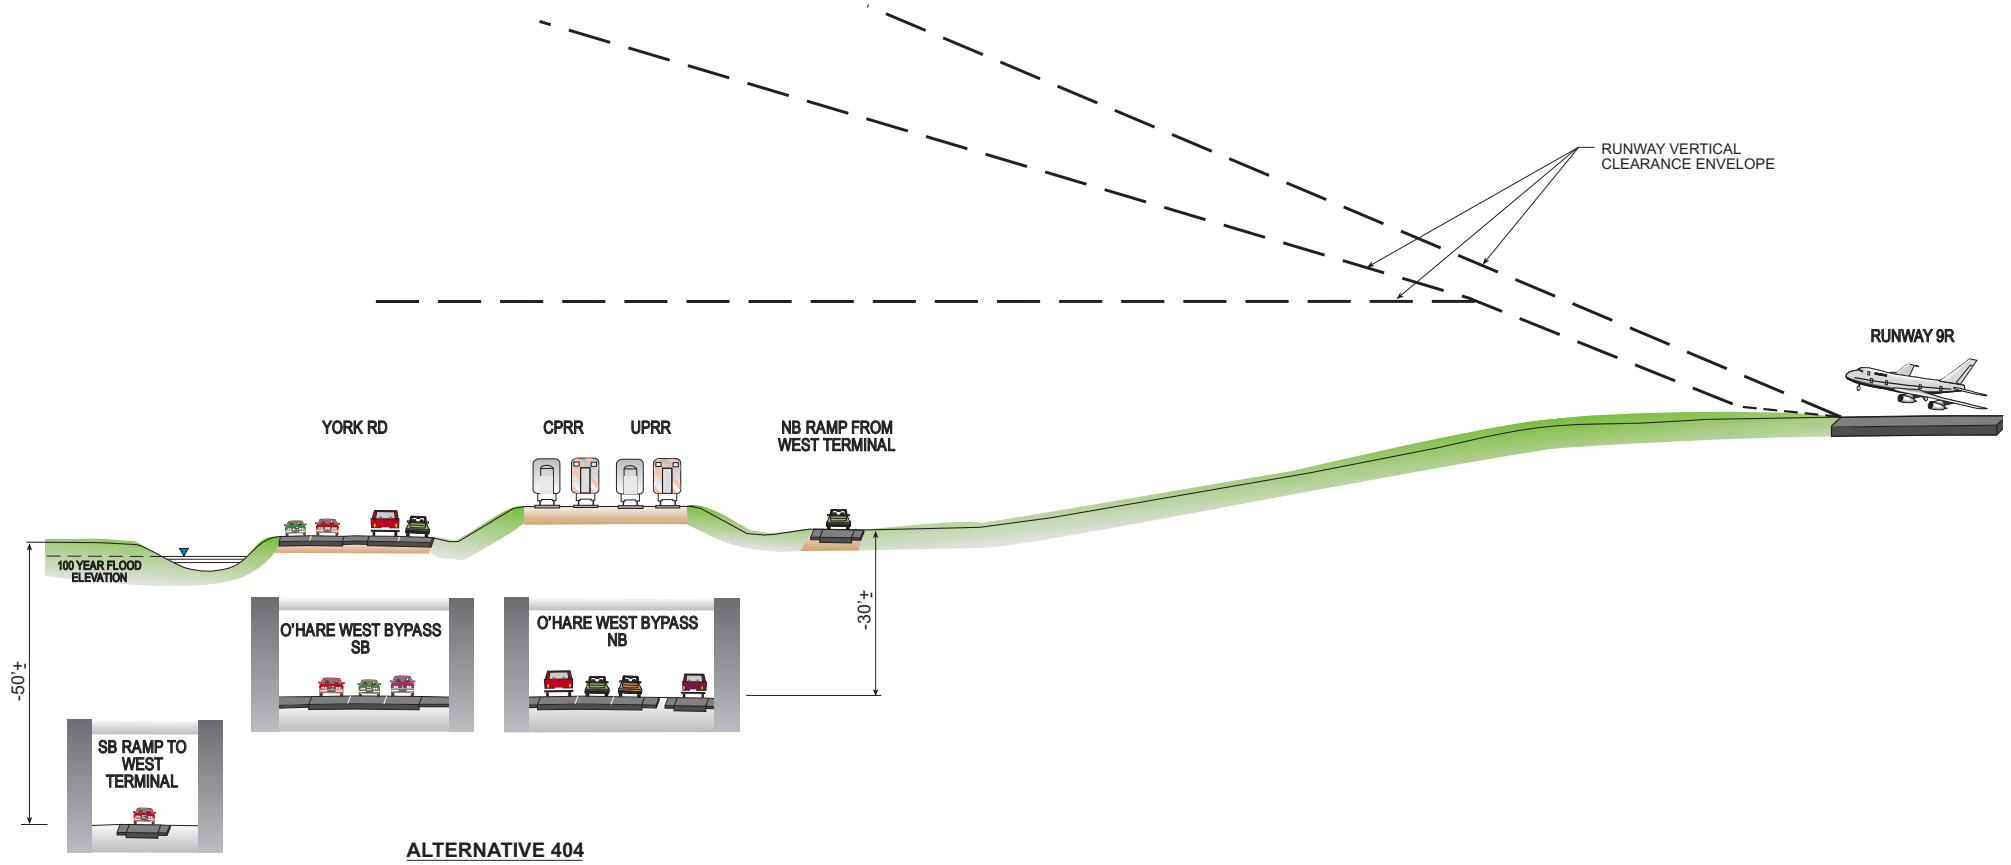 RUNWAY VERTICAL
CLEARANCE ENVELOPE
RUNWAY 9R
YORK RD
CPRR
UPRR
NB RAMP FROM
WEST TERMINAL
100 YEAR FLOOD
ELEVATION
O'HARE WEST BYPASS
SB
O'HARE WEST BYPASS
NB
-30'±
-50'±
SB RAMP TO
WEST
TERMINAL
ALTERNATIVE 404